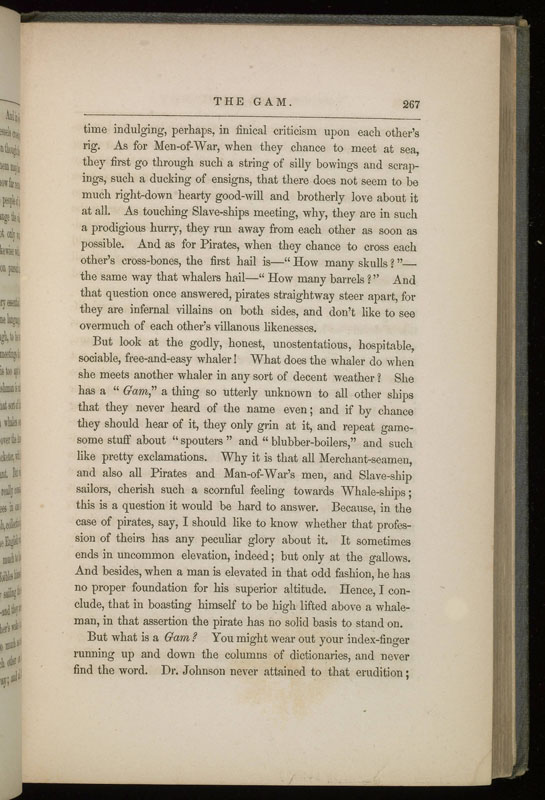 THE GAM. 267
time indulging, perhaps, in finical criticism upon each other's
rig. As for Men-of-War, when they chance to meet at sea,
they first go through such a string of silly bowings and scrap-
ings, such a ducking of ensigns, that there does not seem to be
much right-down hearty good-will and brotherly love about it
at all. As touching Slave-ships meeting, why, they are in such
a prodigious hurry, they run away from each other as soon as
possible. And as for Pirates, when they chance to cross each
other's cross-bones, the first hail is—"How many skulls?"—
the same way that whalers hail—"How many barrels?" And
that question once answered, pirates straightway steer apart, for
they are infernal villains on both sides, and don't like to see
overmuch of each other's villanous likenesses.
But look at the godly, honest, unostentatious, hospitable,
sociable, free-and-easy whaler! What does the whaler do when
she meets another whaler in any sort of decent weather? She
has a "Gam," a thing so utterly unknown to all other ships
that they never heard of the name even; and if by chance
they should hear of it, they only grin at it, and repeat game-
some stuff about "spouters" and "blubber-boilers," and such
like pretty exclamations. Why it is that all Merchant-seamen,
and also all Pirates and Man-of-War's men, and Slave-ship
sailors, cherish such a scornful feeling towards Whale-ships;
this is a question it would be hard to answer. Because, in the
case of pirates, say, I should like to know whether that profes-
sion of theirs has any peculiar glory about it. It sometimes
ends in uncommon elevation, indeed; but only at the gallows.
And besides, when a man is elevated in that odd fashion, he has
no proper foundation for his superior altitude. Hence, I con-
clude, that in boasting himself to be high lifted above a whale-
man, in that assertion the pirate has no solid basis to stand on.
But what is a Gam? You might wear out your index-finger
running up and down the columns of dictionaries, and never
find the word. Dr. Johnson never attained to that erudition;